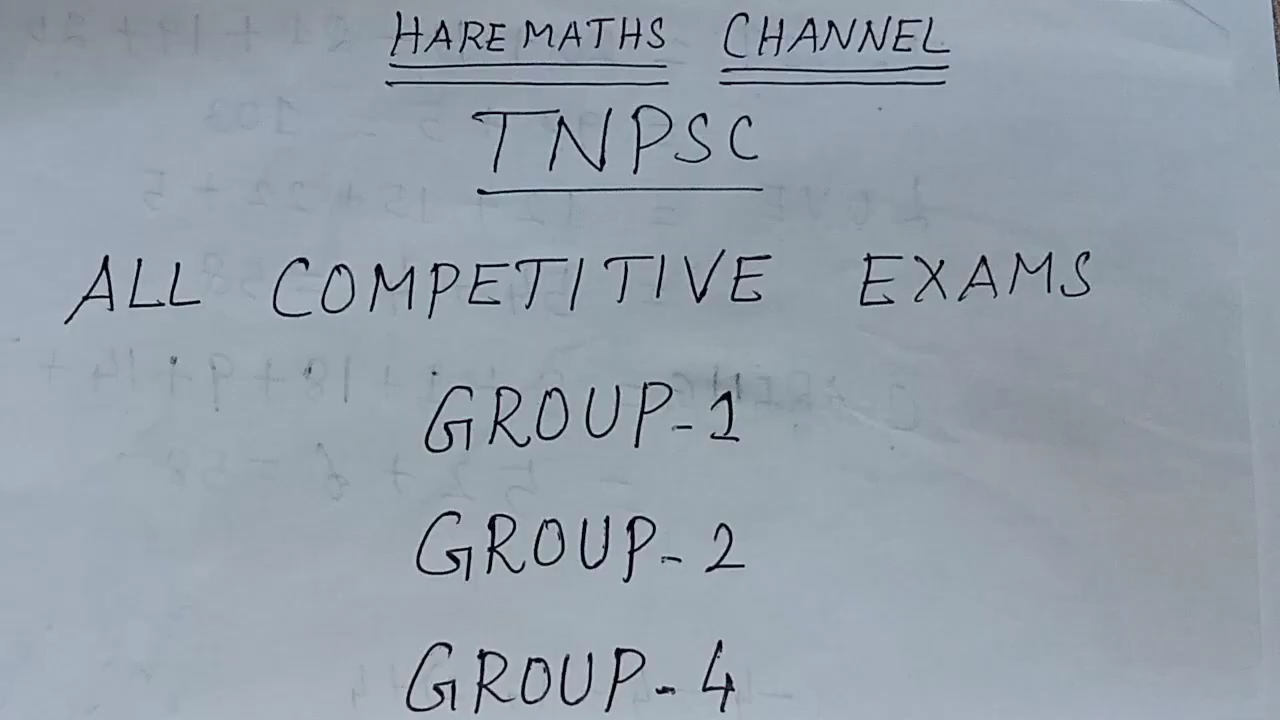 HARE MATHS CHANNEL
TNPSC
ALL COMPETITIVE EXAMS
GROUP-1
GROUP-2
GROUP-4